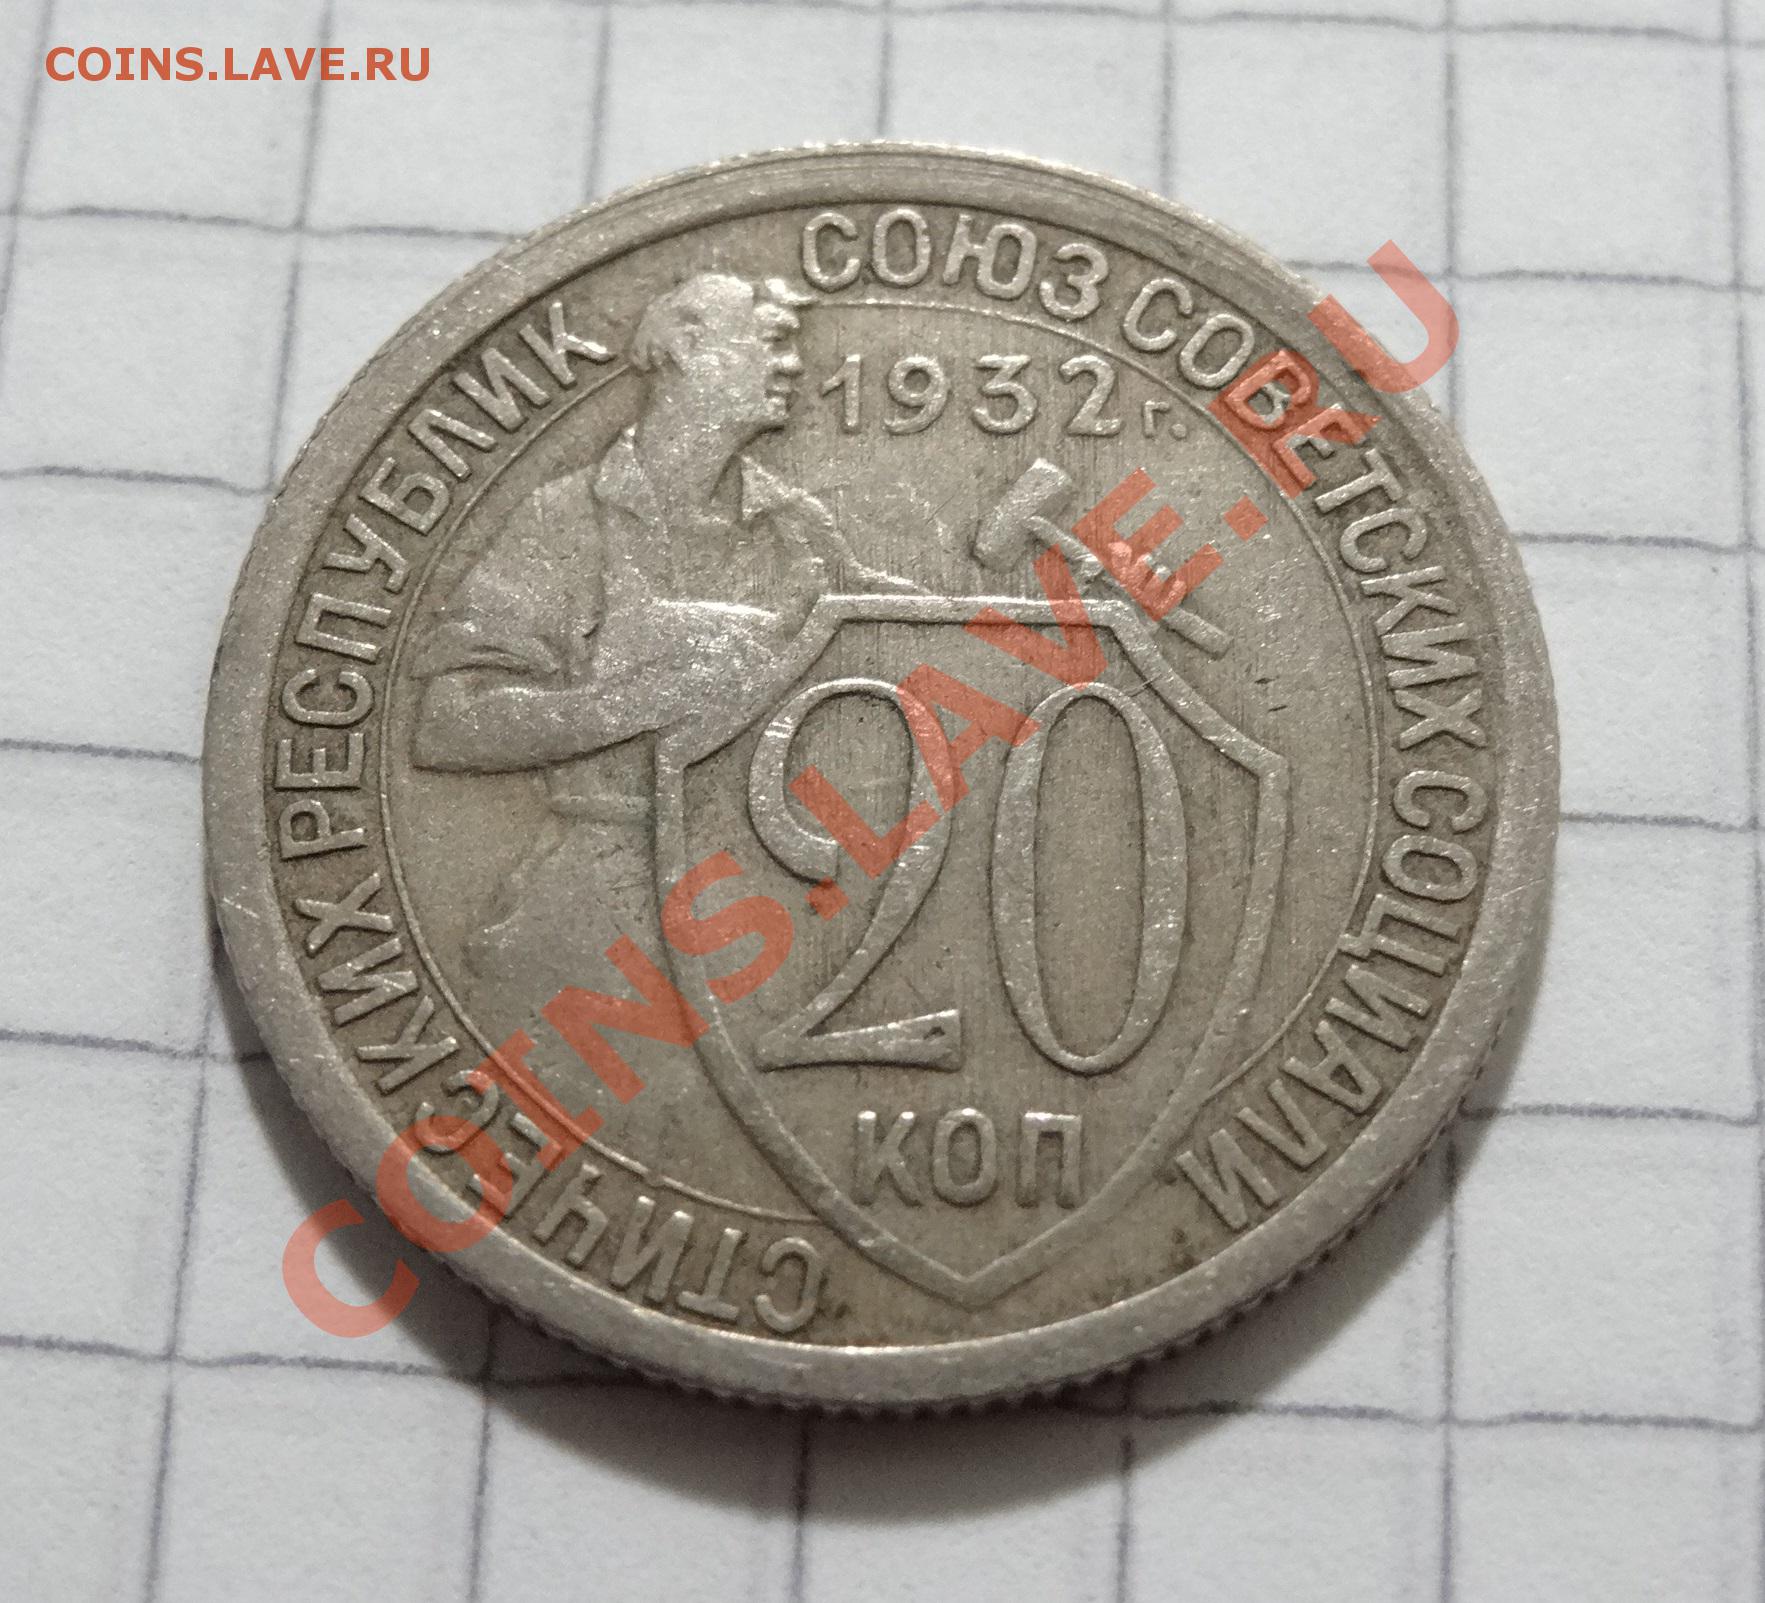 COINS.LAVE.RU
СОЮЗ СОВЕТСКИХ СОЦИАЛИСТИЧЕСКИХ РЕСПУБЛИК
1932 г.
20
КОП
COINS.LAVE.RU